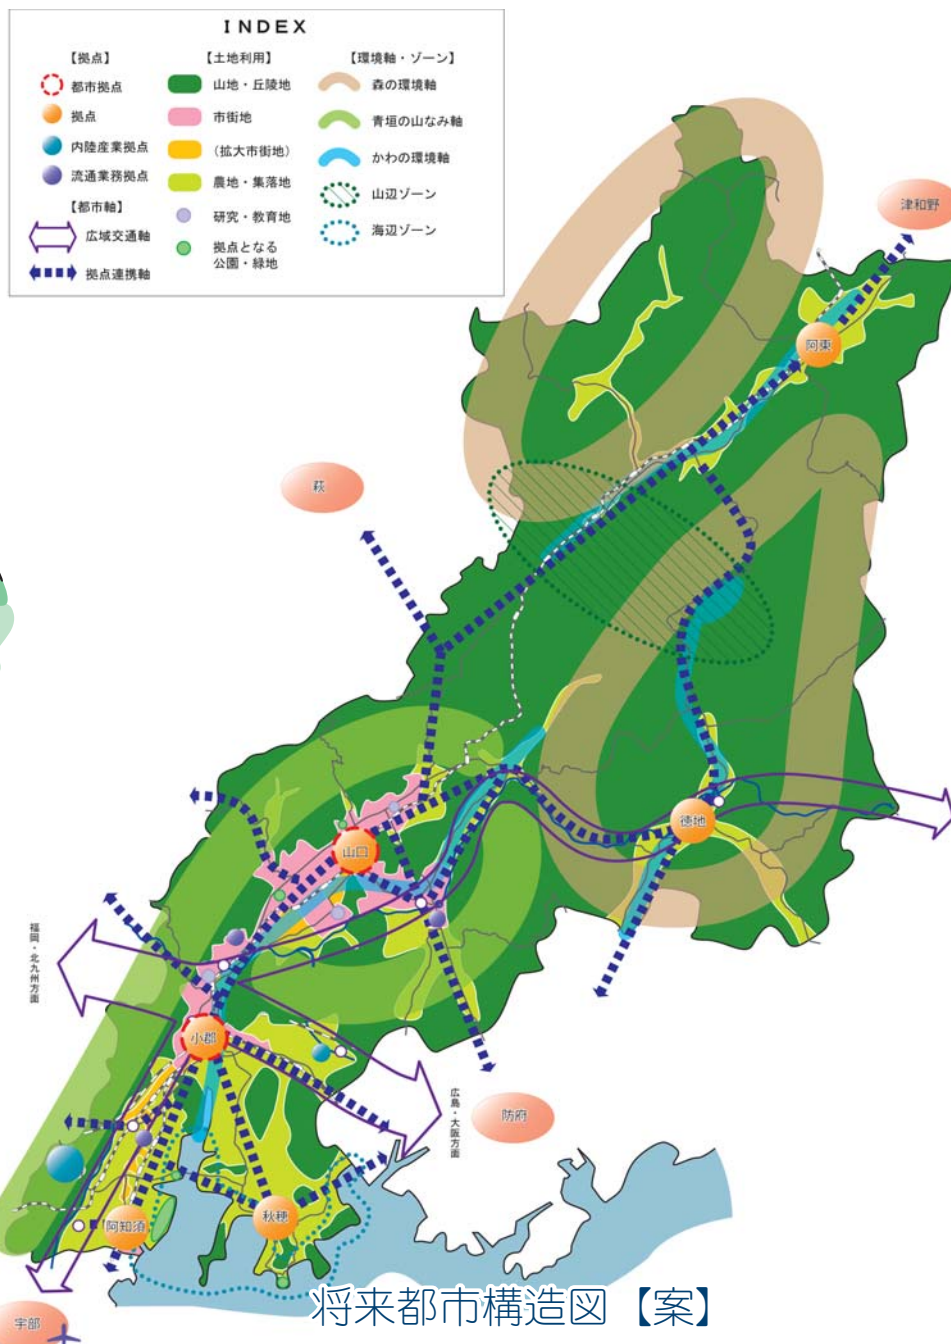 INDEX
【拠点】
都市拠点
拠点
内陸産業拠点
流通業務拠点
【都市軸】
広域交通軸
拠点連携軸
【土地利用】
山地・丘陵地
市街地
（拡大市街地）
農地・集落地
研究・教育地
拠点となる
公園・緑地
【環境軸・ゾーン】
森の環境軸
青垣の山なみ軸
かわの環境軸
山辺ゾーン
海辺ゾーン
津和野
阿東
萩
徳地
山口
福岡・北九州方面
小郡
広島・大阪方面
防府
阿知須
秋穂
宇部
将来都市構造図【案】